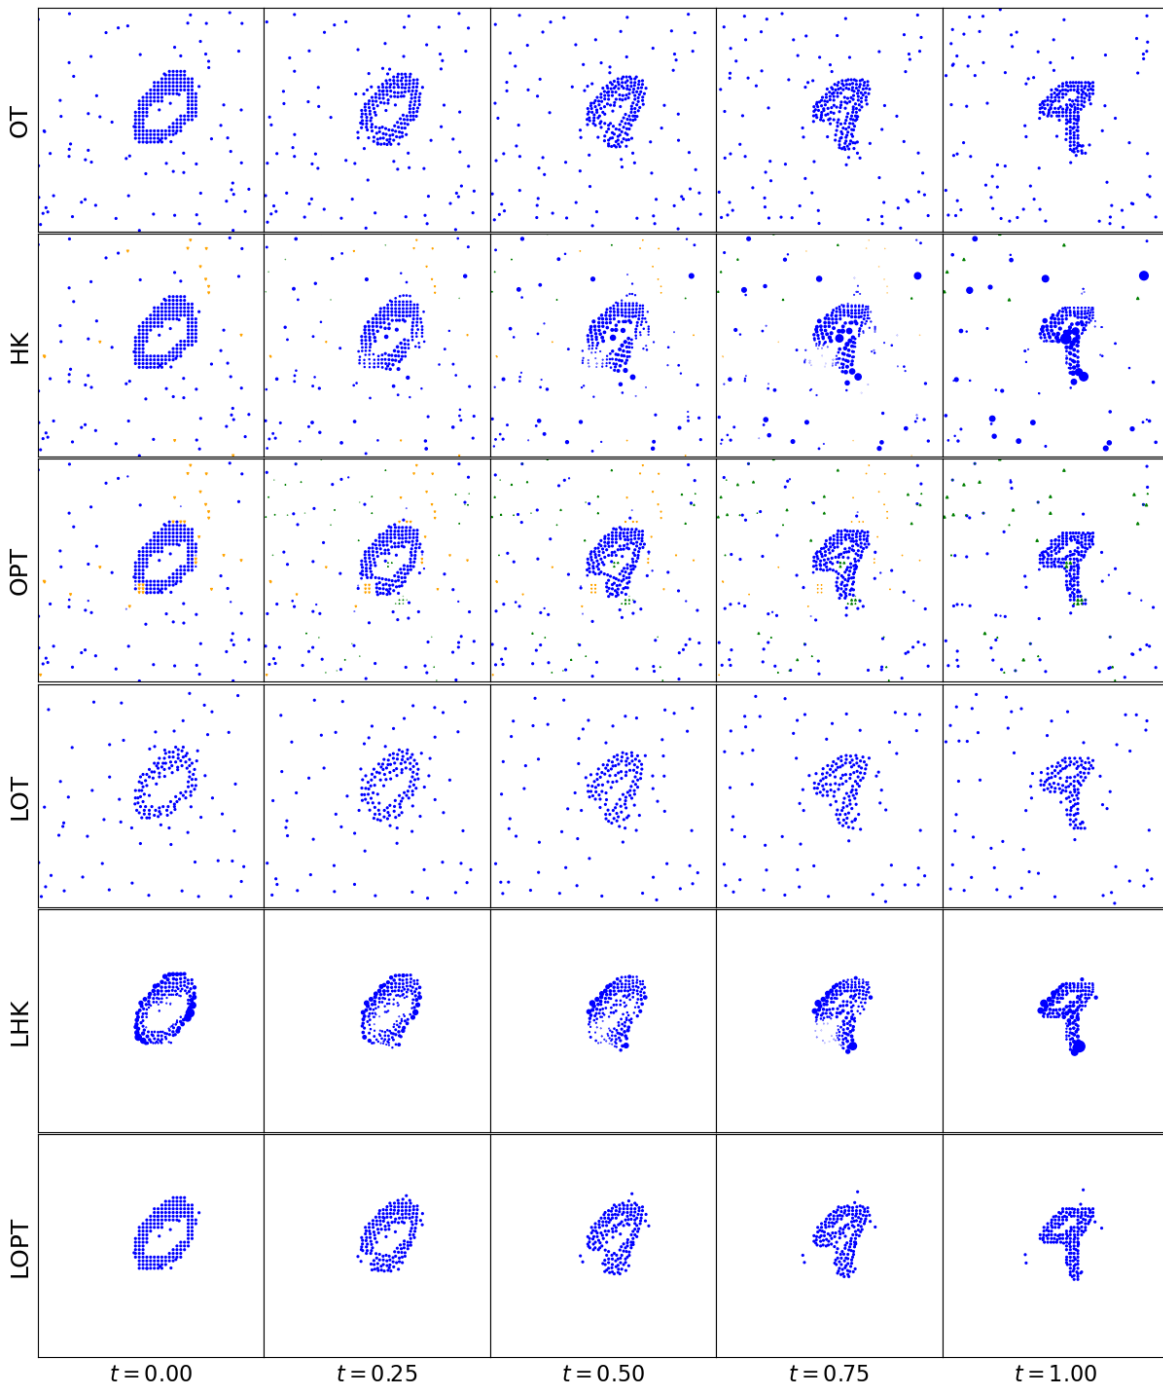 OT
HK
OPT
LOT
LHK
LOPT
t = 0.00 t = 0.25 t = 0.50 t = 0.75 t = 1.00